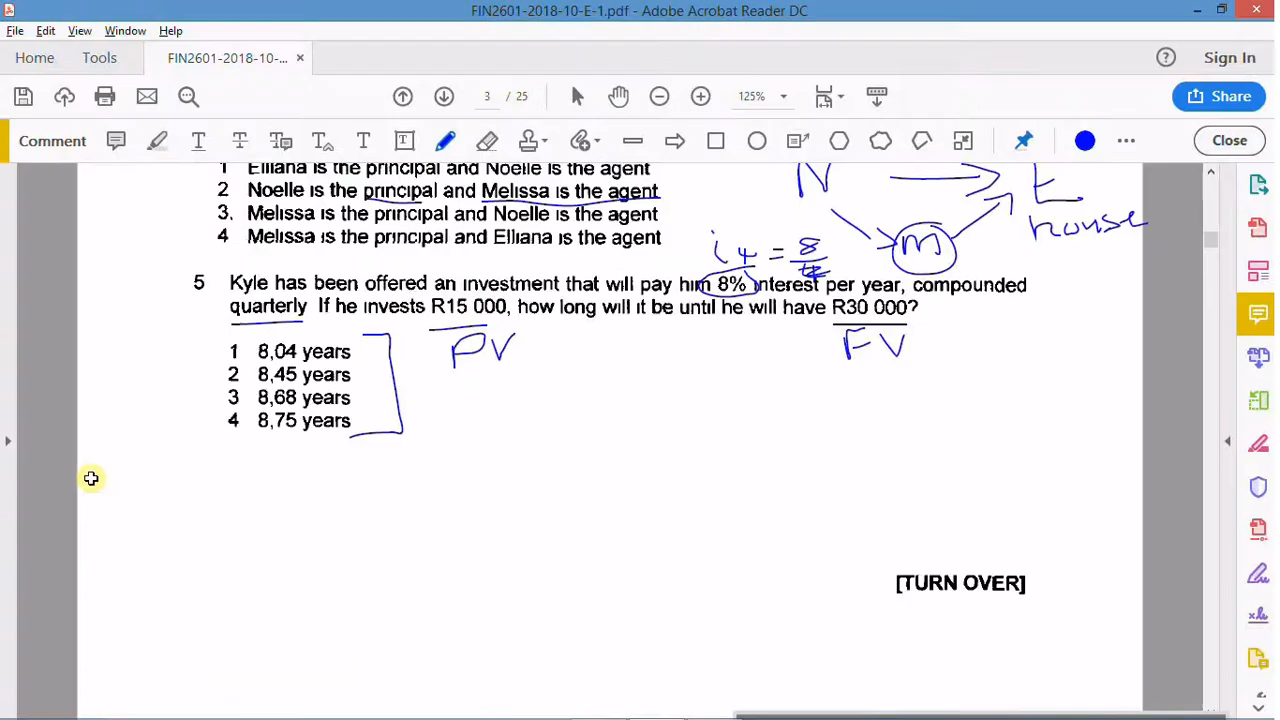 FIN2601-2018-10-E-1.pdf - Adobe Acrobat Reader DC
File Edit View Window Help
Home Tools FIN2601-2018-10-... × Sign In
3 / 25 125% Share
Comment Close
1 Elliana is the principal and Noelle is the agent
2 Noelle is the principal and Melissa is the agent
3. Melissa is the principal and Noelle is the agent
4 Melissa is the principal and Elliana is the agent
N E
m house
i4 = 8/4
5 Kyle has been offered an investment that will pay him 8% interest per year, compounded
quarterly If he invests R15 000, how long will it be until he will have R30 000?
PV FV
1 8,04 years
2 8,45 years
3 8,68 years
4 8,75 years
[TURN OVER]